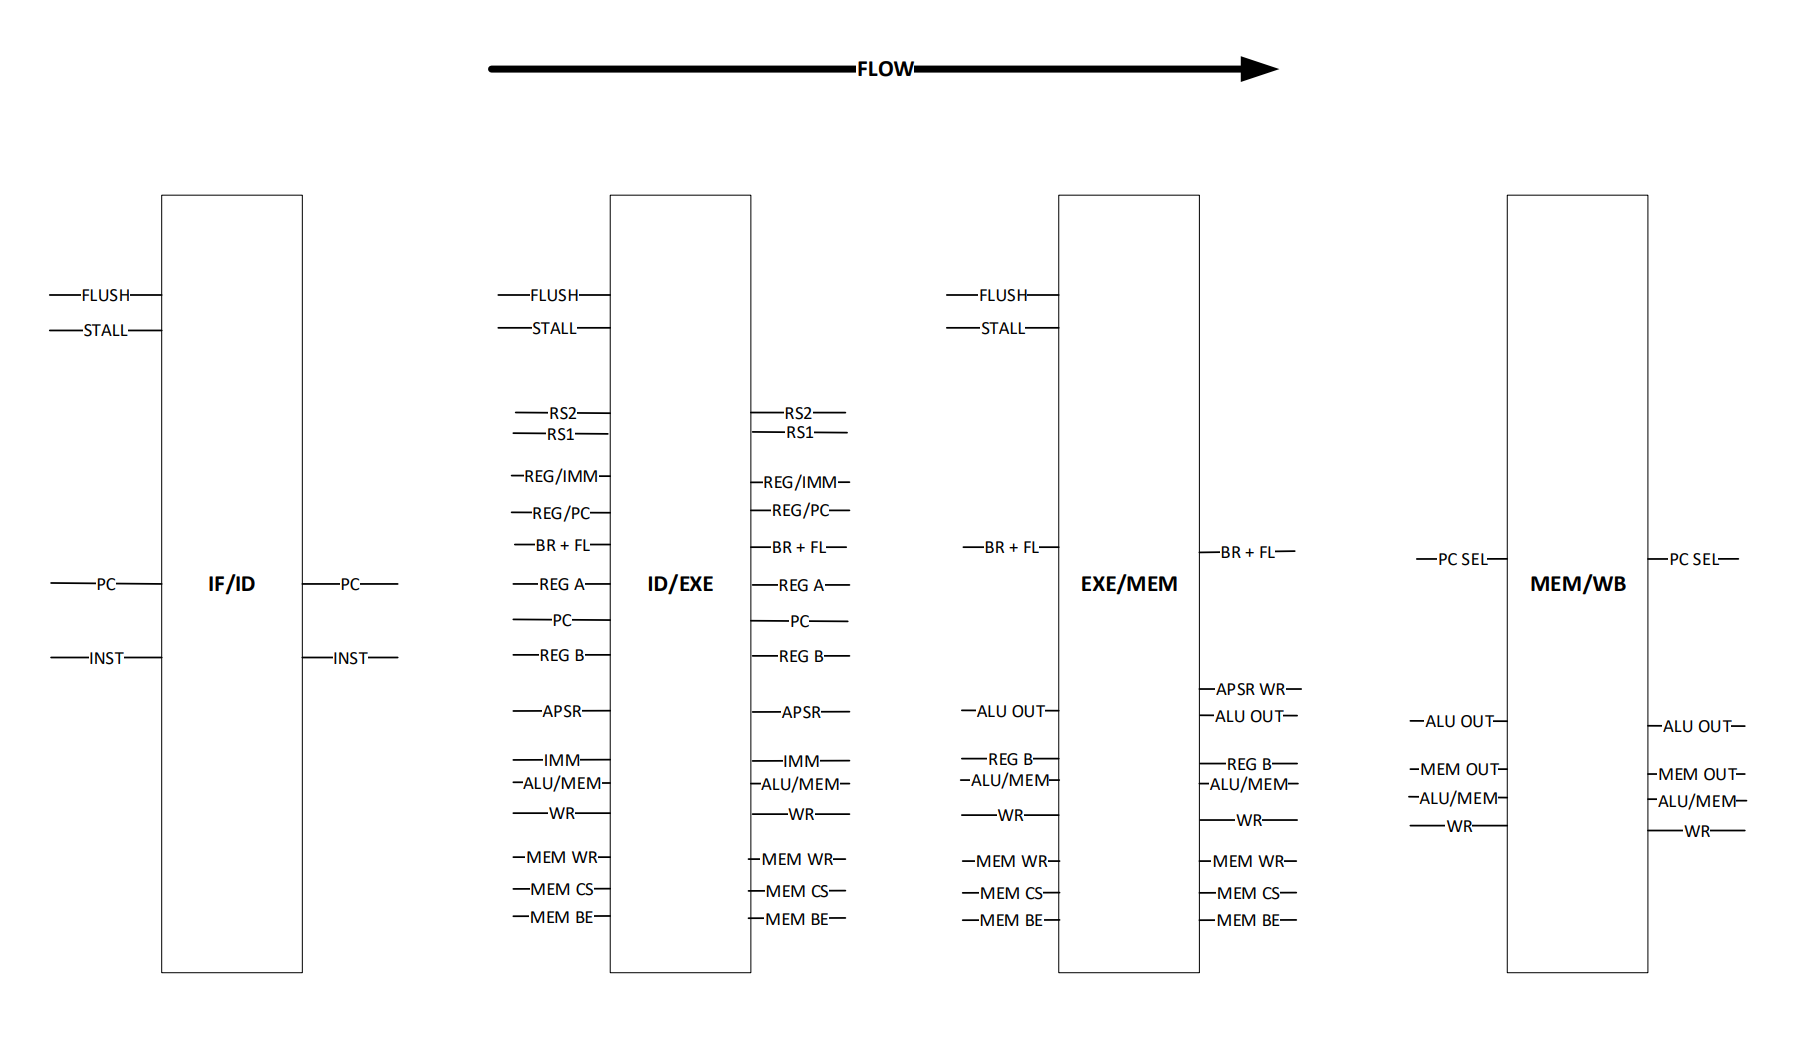 FLOW
FLUSH
STALL
PC
INST
IF/ID
PC
INST
FLUSH
STALL
RS2
RS1
REG/IMM
REG/PC
BR + FL
REG A
PC
REG B
APSR
IMM
ALU/MEM
WR
MEM WR
MEM CS
MEM BE
ID/EXE
RS2
RS1
REG/IMM
REG/PC
BR + FL
REG A
PC
REG B
APSR
IMM
ALU/MEM
WR
MEM WR
MEM CS
MEM BE
FLUSH
STALL
BR + FL
ALU OUT
REG B
ALU/MEM
WR
MEM WR
MEM CS
MEM BE
EXE/MEM
BR + FL
APSR WR
ALU OUT
REG B
ALU/MEM
WR
MEM WR
MEM CS
MEM BE
PC SEL
ALU OUT
MEM OUT
ALU/MEM
WR
MEM/WB
PC SEL
ALU OUT
MEM OUT
ALU/MEM
WR